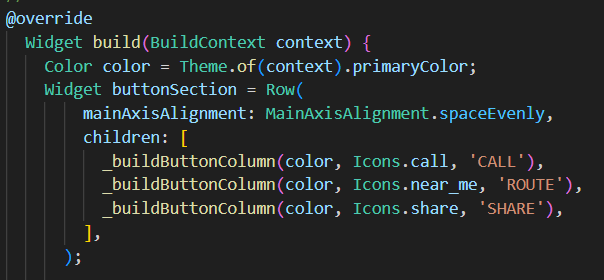 @override
Widget build(BuildContext context) {
Color color = Theme.of(context).primaryColor;
Widget buttonSection = Row(
mainAxisAlignment: MainAxisAlignment.spaceEvenly,
children: [
_buildButtonColumn(color, Icons.call, 'CALL'),
_buildButtonColumn(color, Icons.near_me, 'ROUTE'),
_buildButtonColumn(color, Icons.share, 'SHARE'),
],
);